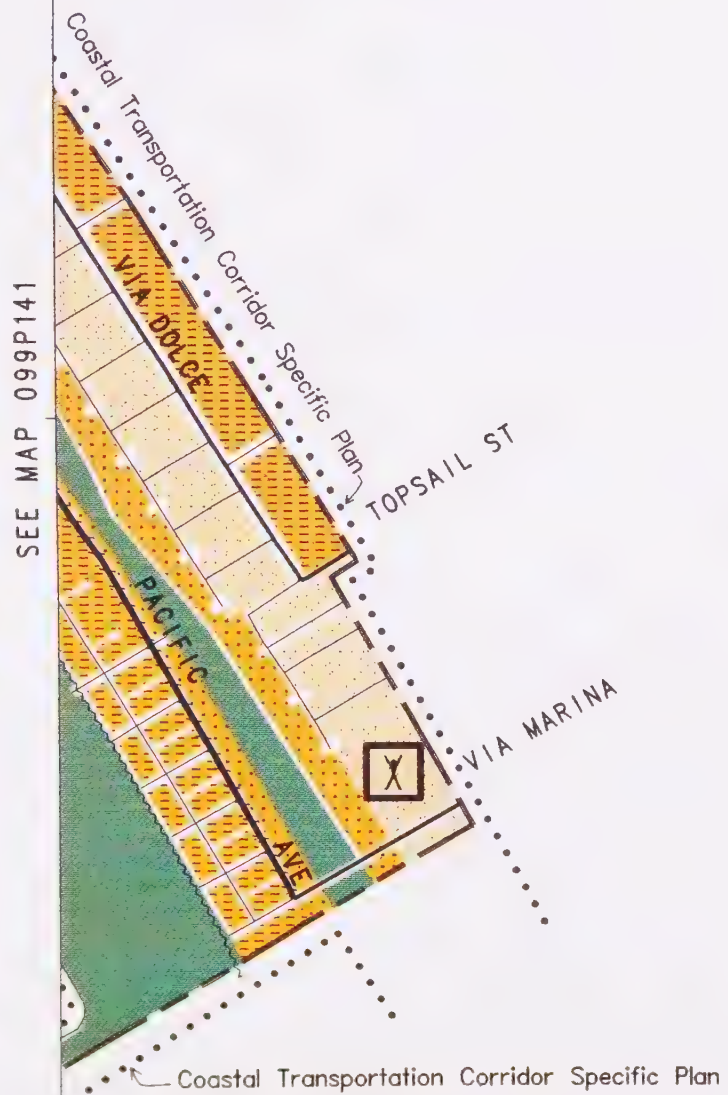 Coastal Transportation Corridor Specific Plan
SEE MAP 099P141
VIA DOLCE
TOPSAIL ST
PACIFIC
VIA MARINA
AVE
Coastal Transportation Corridor Specific Plan